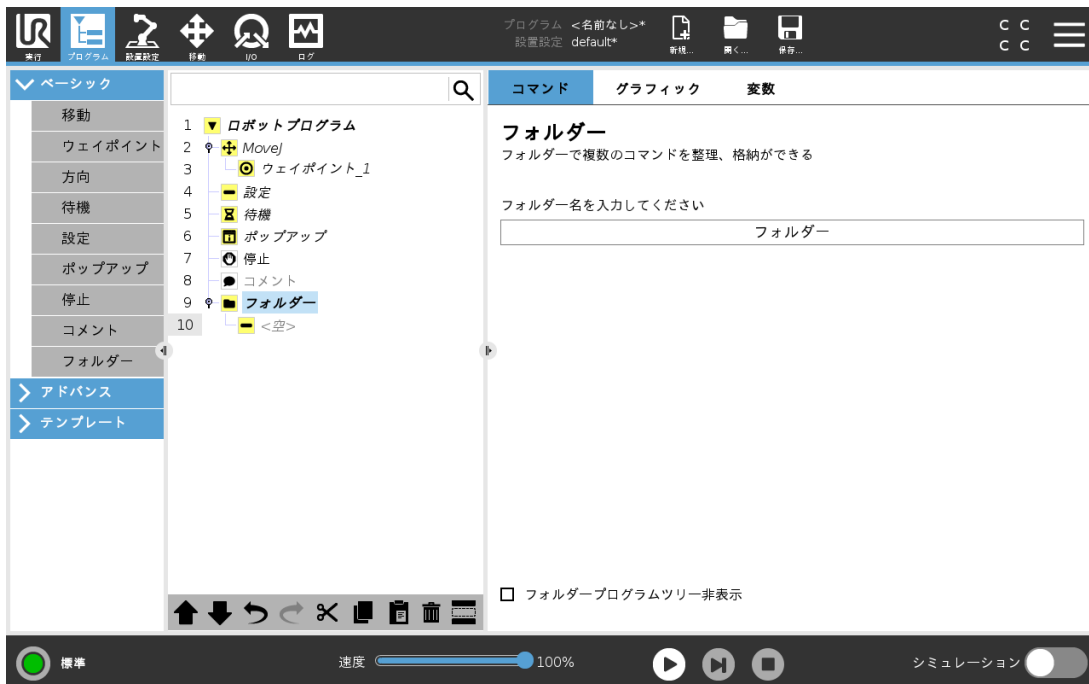 UR
実行
プログラム
設置設定
移動
I/O
ログ
プログラム <名前なし>*
設置設定 default*
新規...
開く...
保存...
C C
C C
ベーシック
移動
ウェイポイント
方向
待機
設定
ポップアップ
停止
コメント
フォルダー
アドバンス
テンプレート
1 ロボットプログラム
2 MoveJ
3 ウェイポイント_1
4 設定
5 待機
6 ポップアップ
7 停止
8 コメント
9 フォルダー
10 <空>
コマンド グラフィック 変数
フォルダー
フォルダーで複数のコマンドを整理、格納ができる
フォルダー名を入力してください
フォルダー
フォルダープログラムツリー非表示
標準
速度 100%
シミュレーション